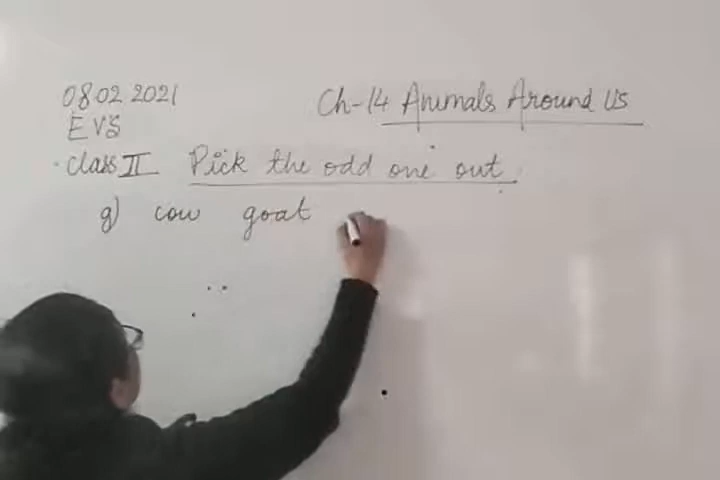 08.02.2021
Ch-14 Animals Around Us
EVS
Class II Pick the odd one out
g) cow goat